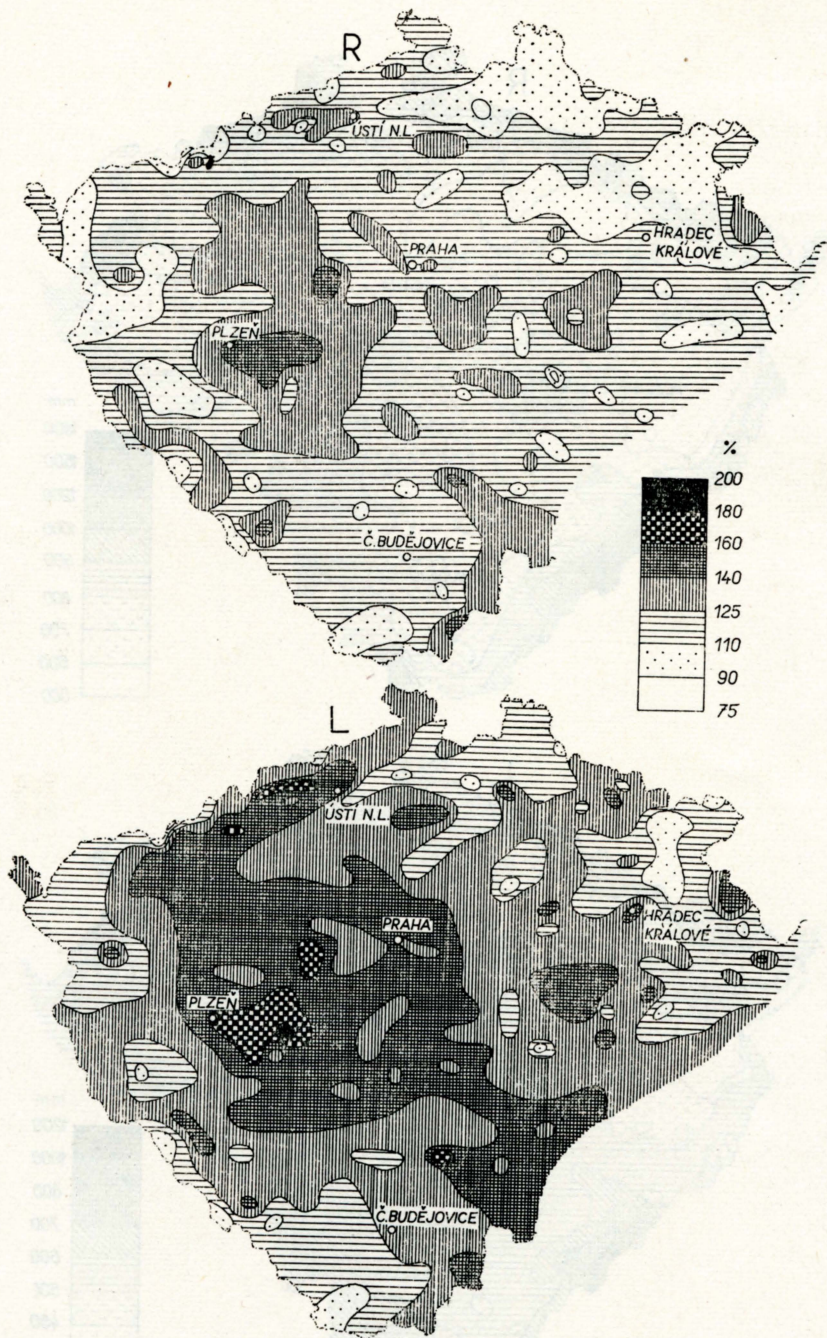 R
ÚSTÍ N.L.
PRAHA
HRADEC
KRÁLOVÉ
PLZEŇ
Č.BUDĚJOVICE
%
200
180
160
140
125
110
90
75
L
ÚSTÍ N.L.
PRAHA
HRADEC
KRÁLOVÉ
PLZEŇ
Č.BUDĚJOVICE